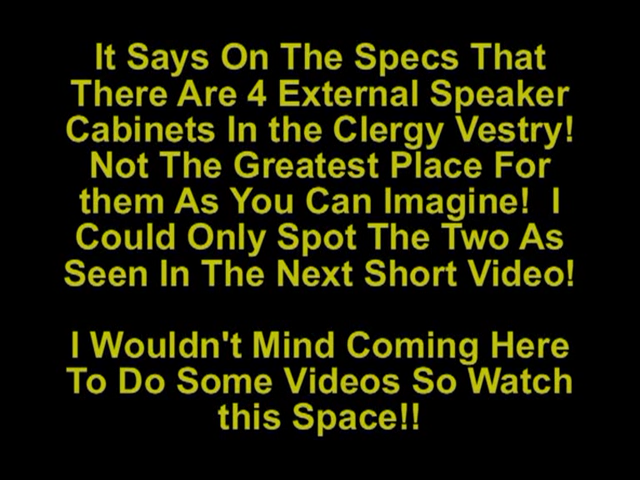 It Says On The Specs That
There Are 4 External Speaker
Cabinets In the Clergy Vestry!
Not The Greatest Place For
them As You Can Imagine!  I
Could Only Spot The Two As
Seen In The Next Short Video!
I Wouldn't Mind Coming Here
To Do Some Videos So Watch
this Space!!